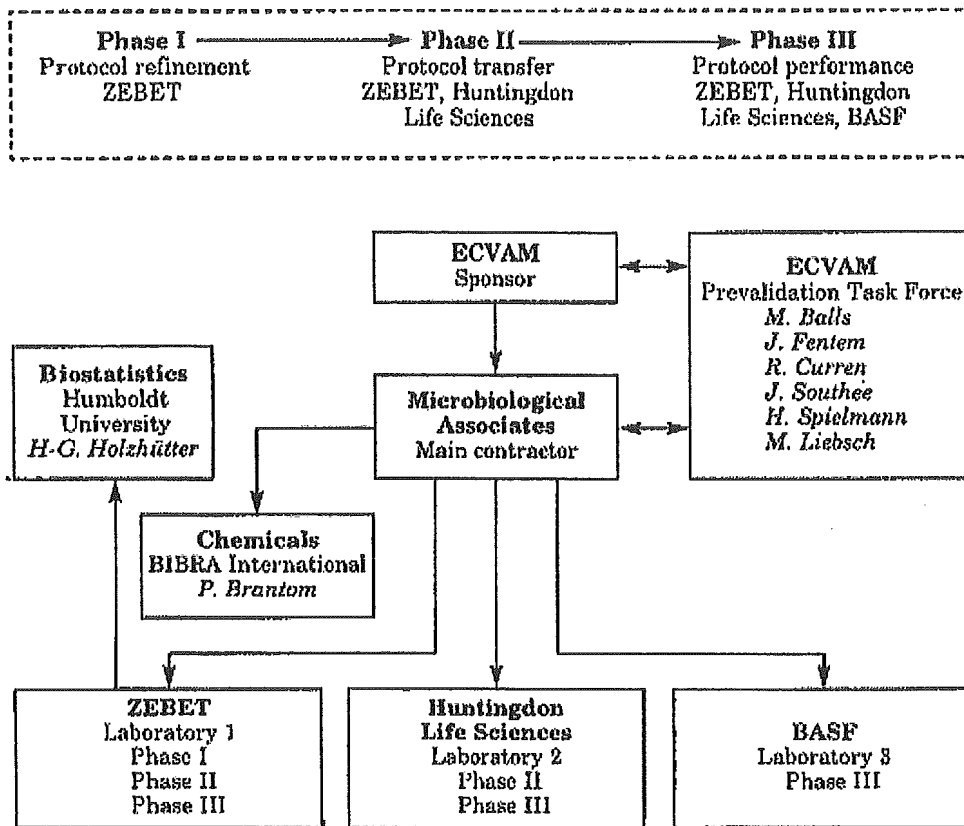 Phase I
Protocol refinement
ZEBET
Phase II
Protocol transfer
ZEBET, Huntingdon
Life Sciences
Phase III
Protocol performance
ZEBET, Huntingdon
Life Sciences, BASF
ECVAM
Sponsor
ECVAM
Prevalidation Task Force
M. Balls
J. Fentem
R. Curren
J. Southee
H. Spielmann
M. Liebsch
Biostatistics
Humboldt
University
H-G. Holzhütter
Microbiological
Associates
Main contractor
Chemicals
BIBRA International
P. Brantom
ZEBET
Laboratory 1
Phase I
Phase II
Phase III
Huntingdon
Life Sciences
Laboratory 2
Phase II
Phase III
BASF
Laboratory 3
Phase III